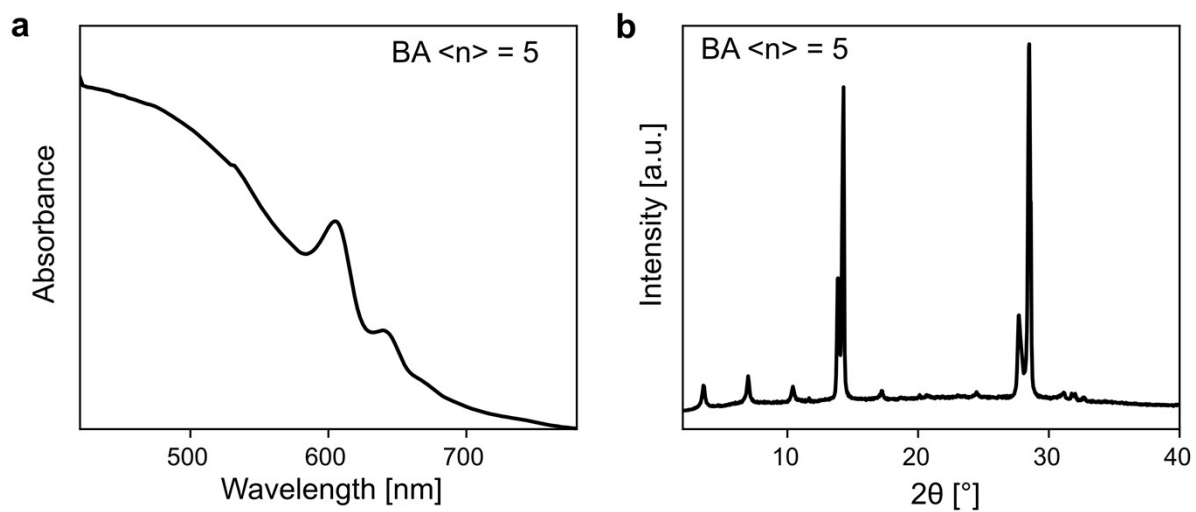 a
BA <n> = 5
Absorbance
500
600
700
Wavelength [nm]
b
BA <n> = 5
Intensity [a.u.]
10
20
30
40
2θ [°]